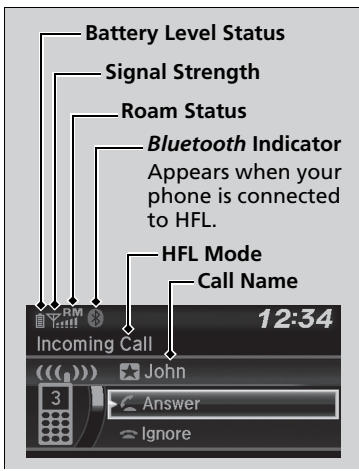 Battery Level Status
Signal Strength
Roam Status
Bluetooth Indicator
Appears when your
phone is connected
to HFL.
HFL Mode
Call Name
RM
12:34
Incoming Call
John
3
Answer
Ignore